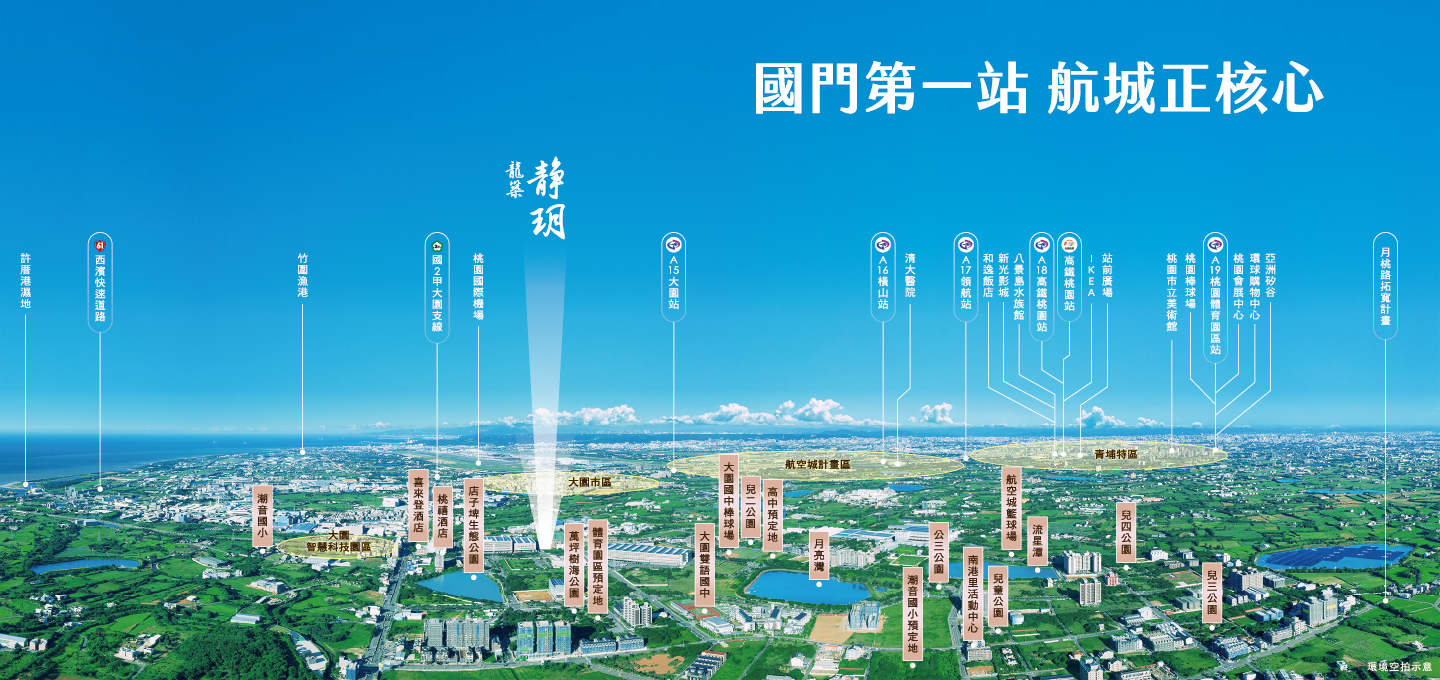 國門第一站 航城正核心
龍築
静玥
許厝港濕地
61
西濱快速道路
竹圍漁港
2甲
國2甲大園支線
桃園國際機場
A15大園站
A16橫山站
清大醫院
A17領航站
和逸飯店
新光影城
八景島水族館
A18高鐵桃園站
高鐵桃園站
IKEA
站前廣場
桃園市立美術館
桃園棒球場
A19桃園體育園區站
桃園會展中心
環球購物中心
亞洲矽谷
月桃路拓寬計畫
大園市區
航空城計畫區
青埔特區
潮音國小
大園
智慧科技園區
喜來登酒店
桃禧酒店
店子埤生態公園
萬坪樹海公園
體育園區預定地
大園雙語國中
大園國中棒球場
兒二公園
高中預定地
月亮灣
潮音國小預定地
公三公園
南港里活動中心
兒童公園
航空城籃球場
流星潭
兒四公園
兒三公園
環境空拍示意